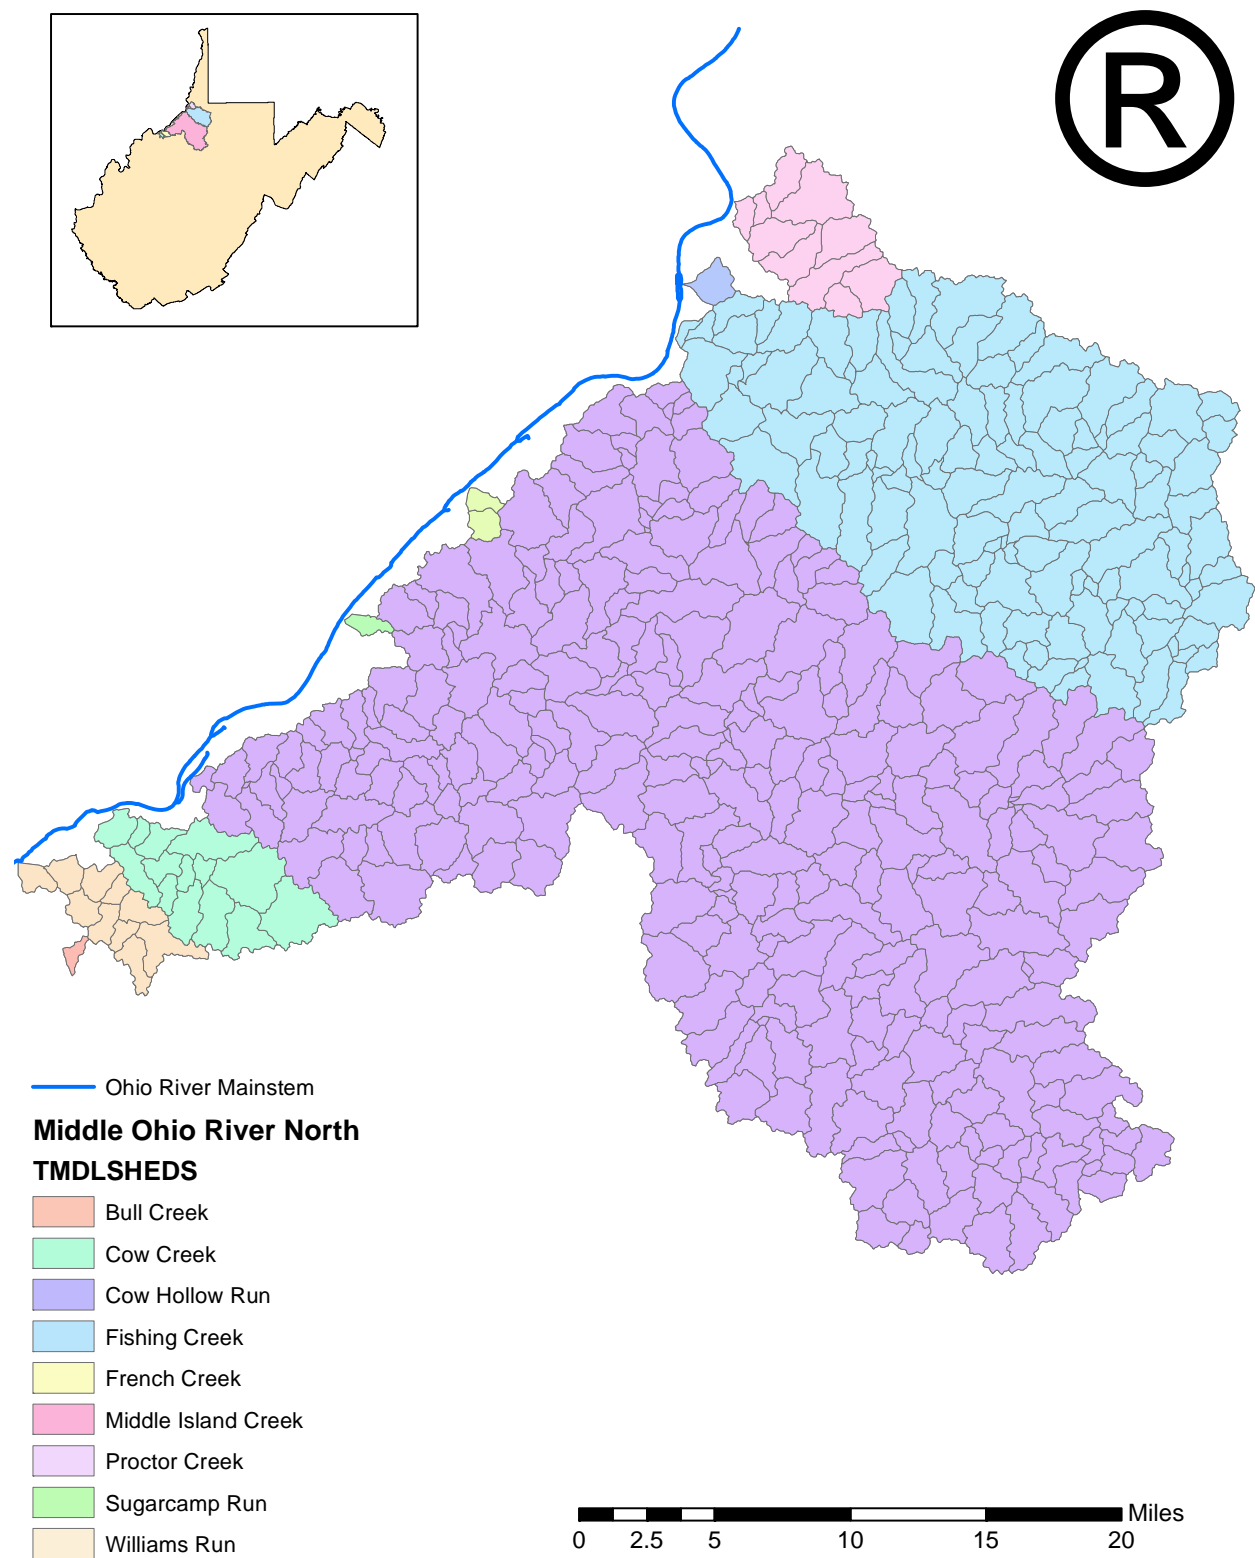 R
Ohio River Mainstem
Middle Ohio River North
TMDLSHEDS
Bull Creek
Cow Creek
Cow Hollow Run
Fishing Creek
French Creek
Middle Island Creek
Proctor Creek
Sugarcamp Run
Williams Run
Miles
0 2.5 5 10 15 20